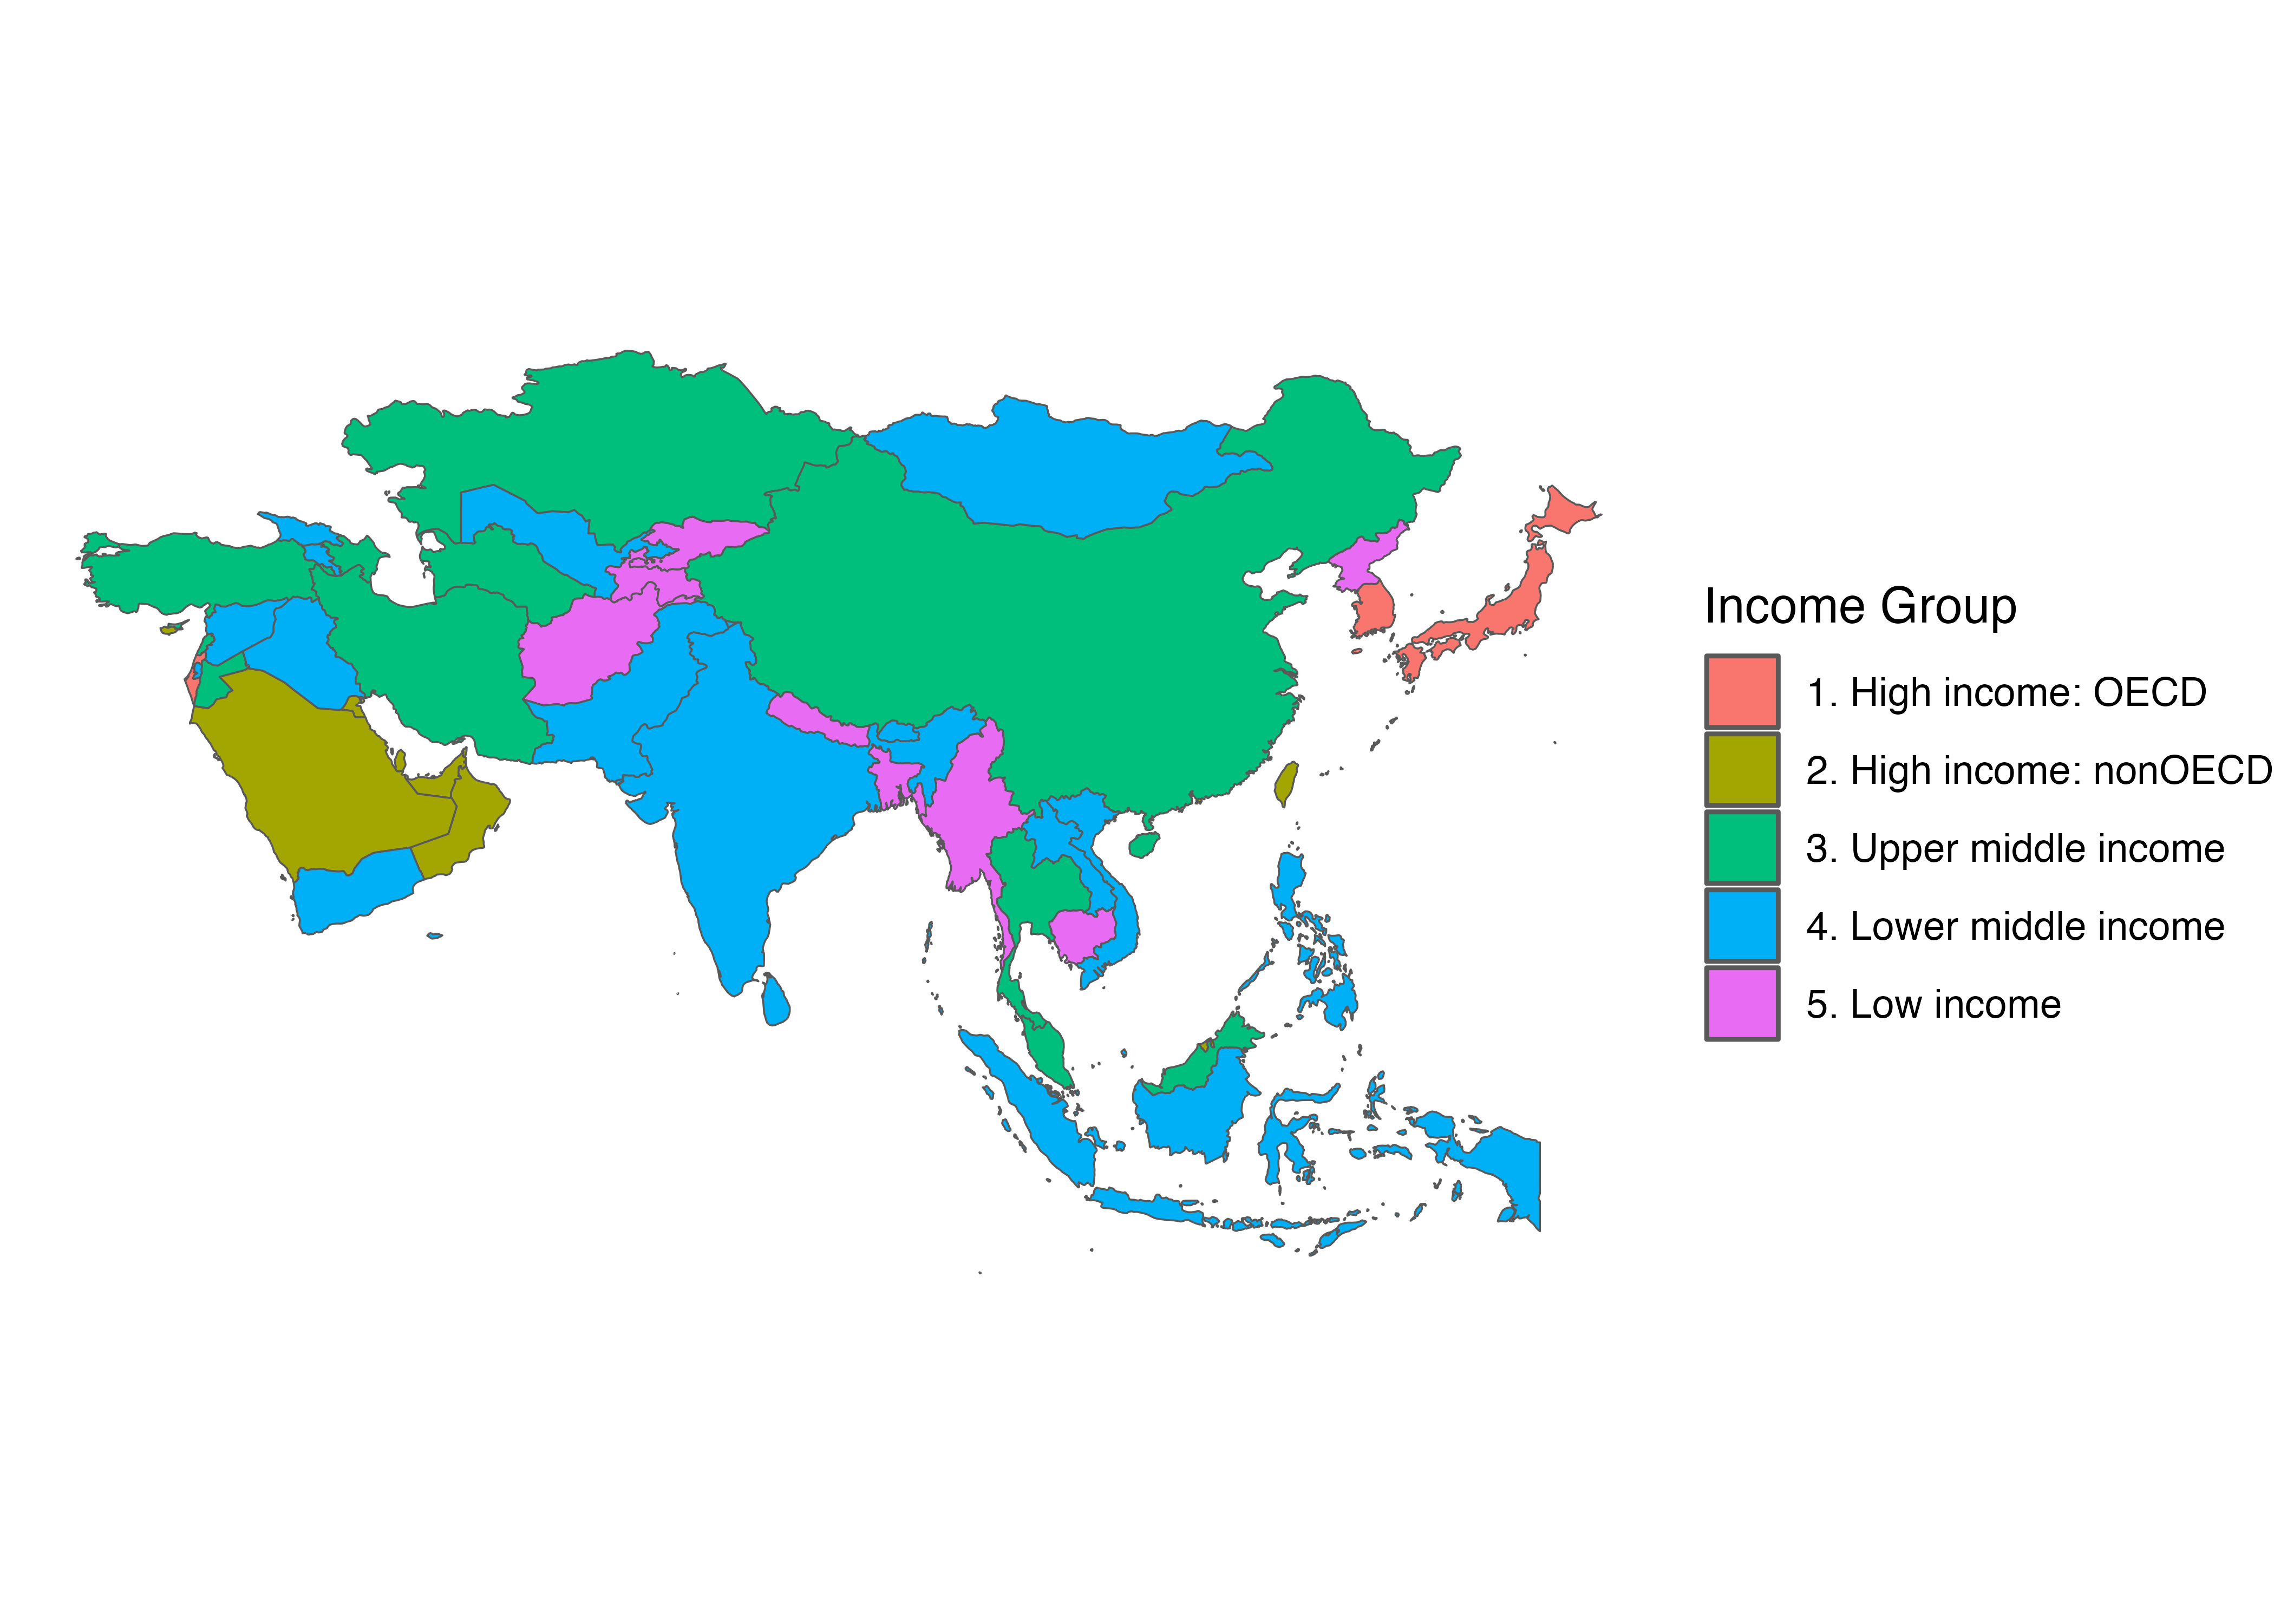 Income Group
1. High income: OECD
2. High income: nonOECD
3. Upper middle income
4. Lower middle income
5. Low income